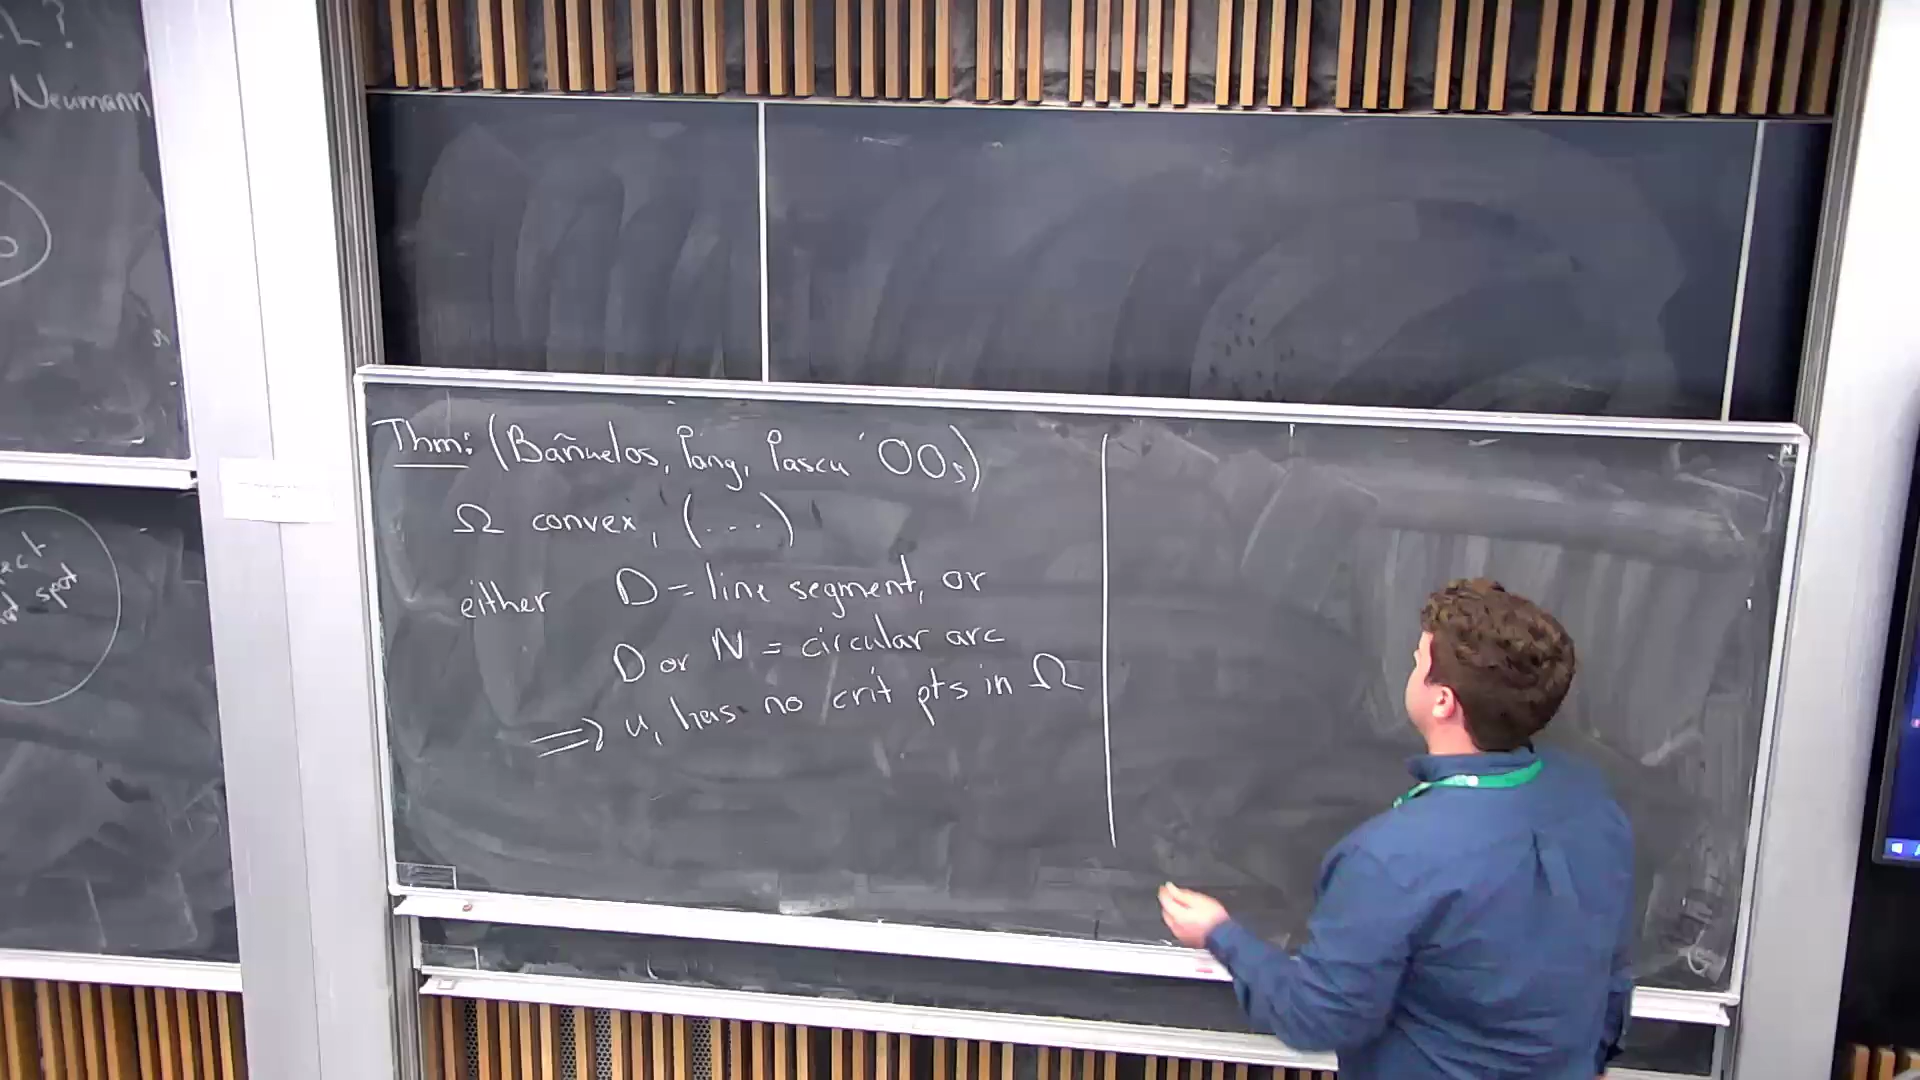 L?
Neumann
spot
Thm: (Bañuelos, Pang, Pascu '00s)
Ω convex, (...)
either D = line segment, or
D or N = circular arc
⟹ u₁ has no crit pts in Ω
N